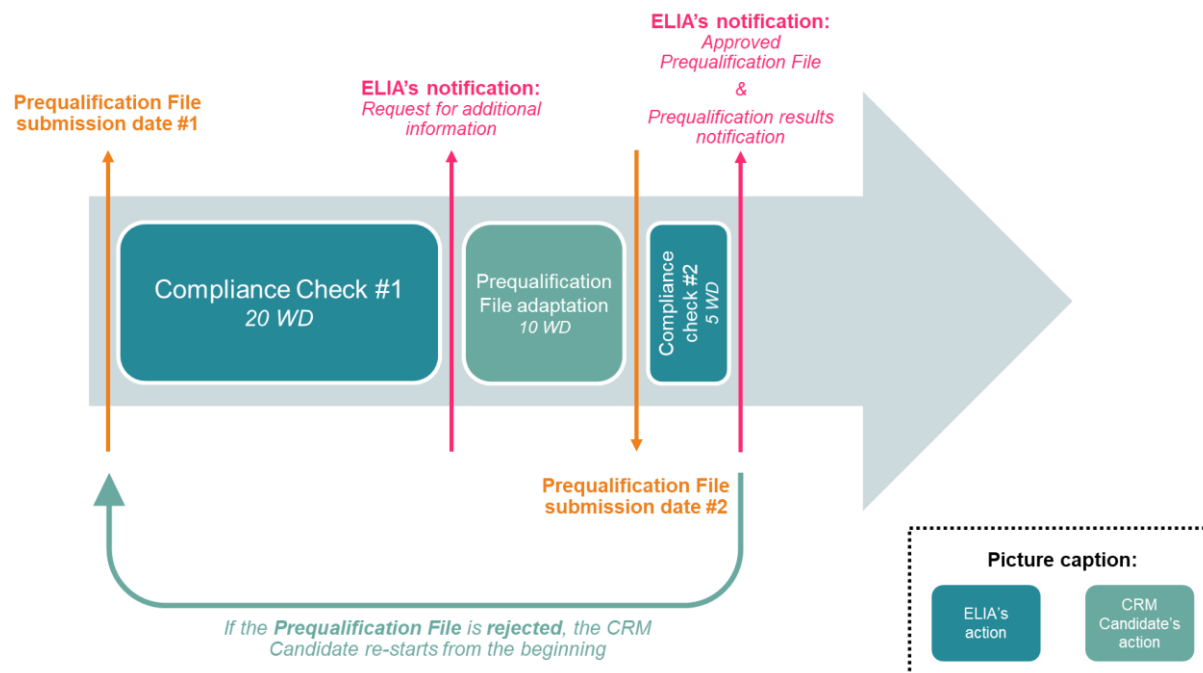 ELIA's notification:
Approved
Prequalification File
&
Prequalification results
notification
Prequalification File
submission date #1
ELIA's notification:
Request for additional
information
Compliance Check #1
20 WD
Prequalification
File adaptation
10 WD
Compliance
check #2
5 WD
Prequalification File
submission date #2
If the Prequalification File is rejected, the CRM
Candidate re-starts from the beginning
Picture caption:
ELIA's
action
CRM
Candidate's
action